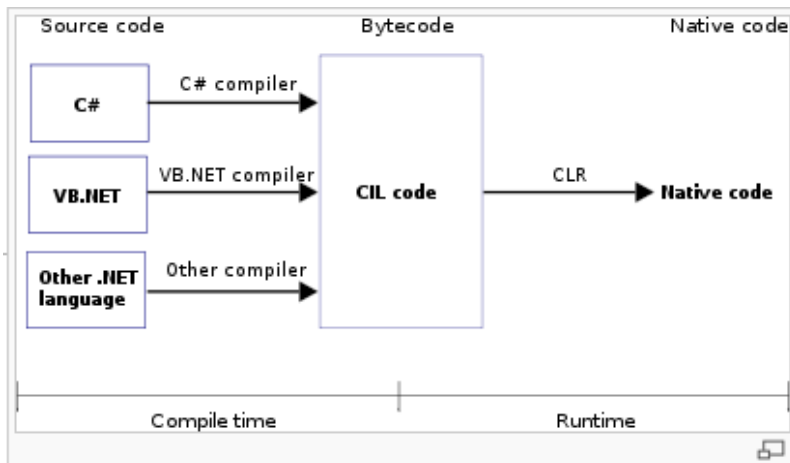 Source code
Bytecode
Native code
C#
C# compiler
VB.NET
VB.NET compiler
CIL code
CLR
Native code
Other .NET
language
Other compiler
Compile time
Runtime